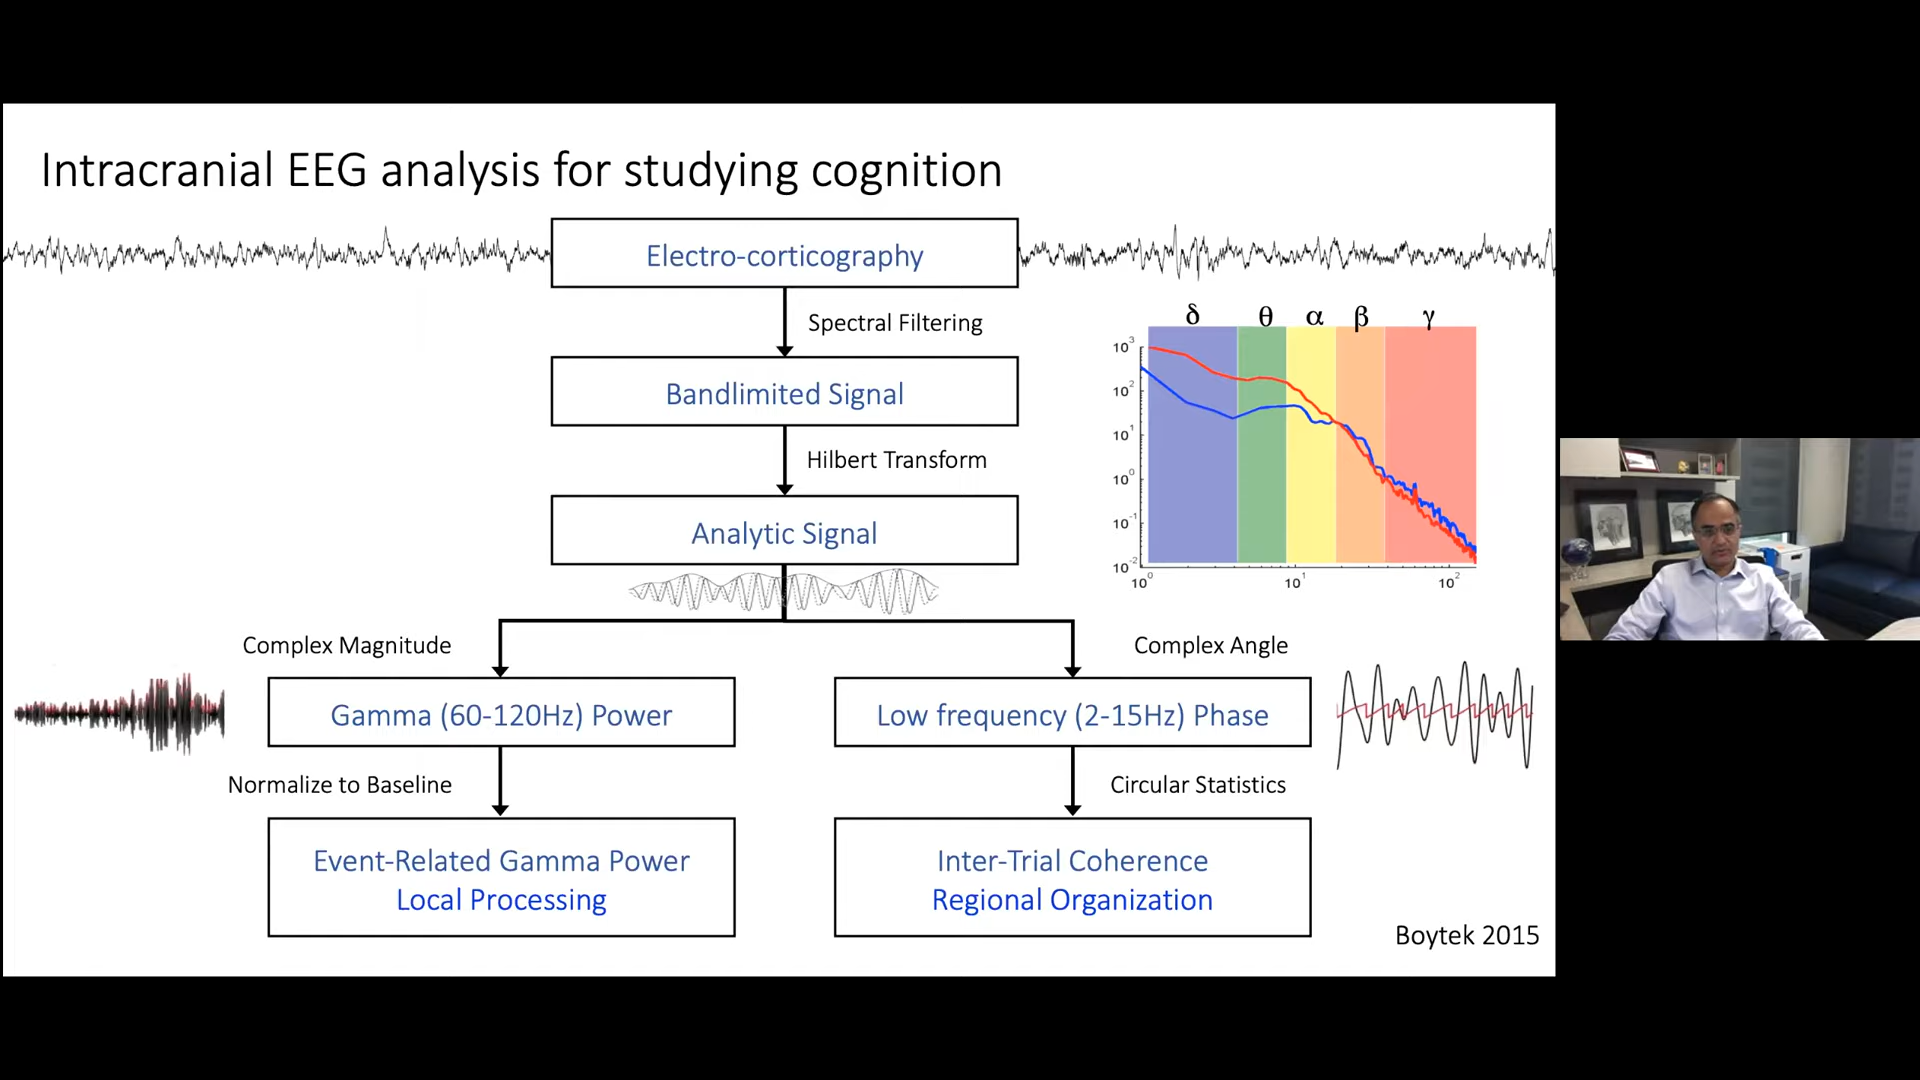 Intracranial EEG analysis for studying cognition
Electro-corticography
Spectral Filtering
Bandlimited Signal
Hilbert Transform
Analytic Signal
δ θ α β γ
10³
10²
10¹
10⁰
10⁻¹
10⁻²
10⁰ 10¹ 10²
Complex Magnitude
Complex Angle
Gamma (60-120Hz) Power
Low frequency (2-15Hz) Phase
Normalize to Baseline
Circular Statistics
Event-Related Gamma Power
Local Processing
Inter-Trial Coherence
Regional Organization
Boytek 2015